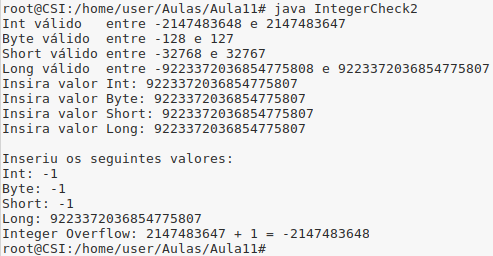 root@CSI:/home/user/Aulas/Aula11# java IntegerCheck2
Int válido   entre -2147483648 e 2147483647
Byte válido  entre -128 e 127
Short válido  entre -32768 e 32767
Long válido  entre -9223372036854775808 e 9223372036854775807
Insira valor Int: 9223372036854775807
Insira valor Byte: 9223372036854775807
Insira valor Short: 9223372036854775807
Insira valor Long: 9223372036854775807
Inseriu os seguintes valores:
Int: -1
Byte: -1
Short: -1
Long: 9223372036854775807
Integer Overflow: 2147483647 + 1 = -2147483648
root@CSI:/home/user/Aulas/Aula11#